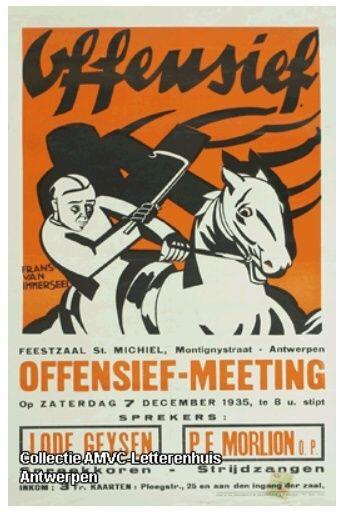 Offensief
FRANS
VAN
IMMERSEEL
FEESTZAAL St. MICHIEL, Montignystraat - Antwerpen
OFFENSIEF-MEETING
Op ZATERDAG 7 DECEMBER 1935, te 8 u. stipt
SPREKERS:
LODE GEYSEN P.F. MORLION O.P.
Collectie AMVC-Letterenhuis
Spreekkoren - Strijdzangen
Antwerpen
INKOM: 3 fr. KAARTEN: Ploegstr., 25 en aan den ingang der zaal.